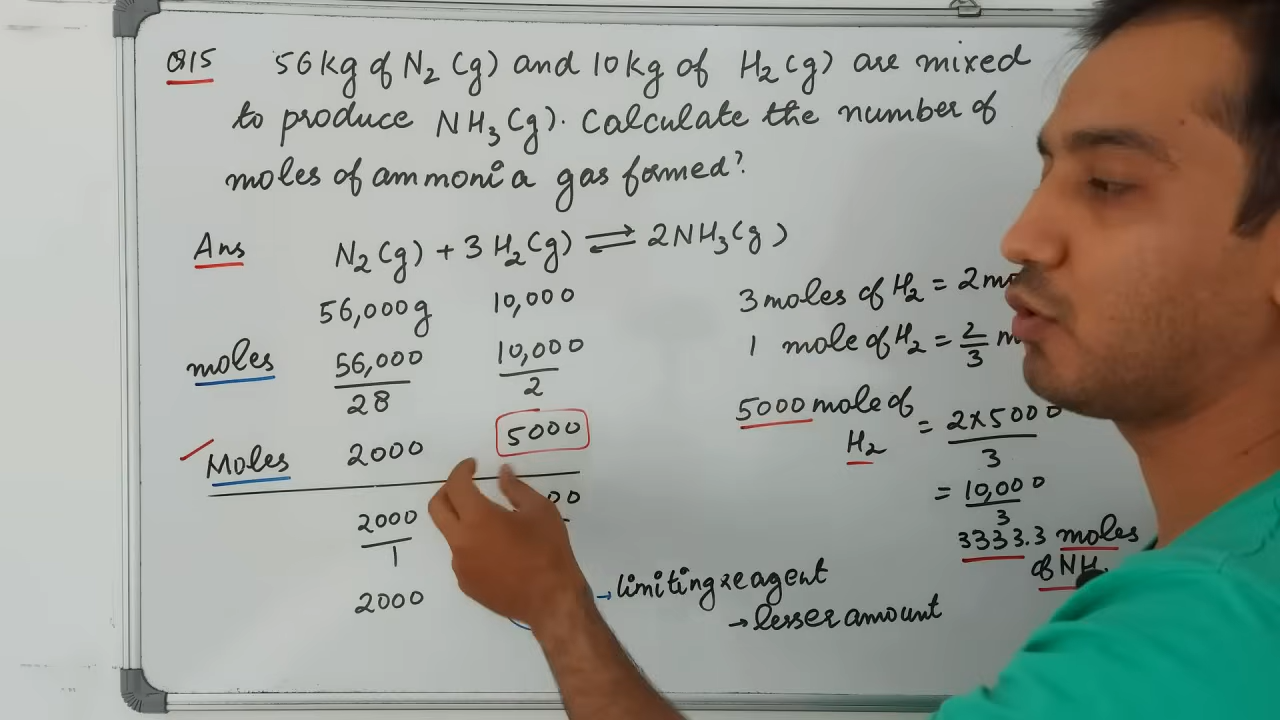 Q15 56kg of N2 (g) and 10kg of H2(g) are mixed
to produce NH3(g). Calculate the number of
moles of ammonia gas formed?
Ans N2(g) + 3H2(g) ⇌ 2NH3(g)
56,000g 10,000
moles 56,000/28 10,000/2
Moles 2000 5000
2000/1
2000
→limiting reagent
→lesser amount
3moles of H2 = 2
1 mole of H2 = 2/3
5000 mole of H2 = 2×5000/3
= 10,000/3
3333.3 moles
of NH